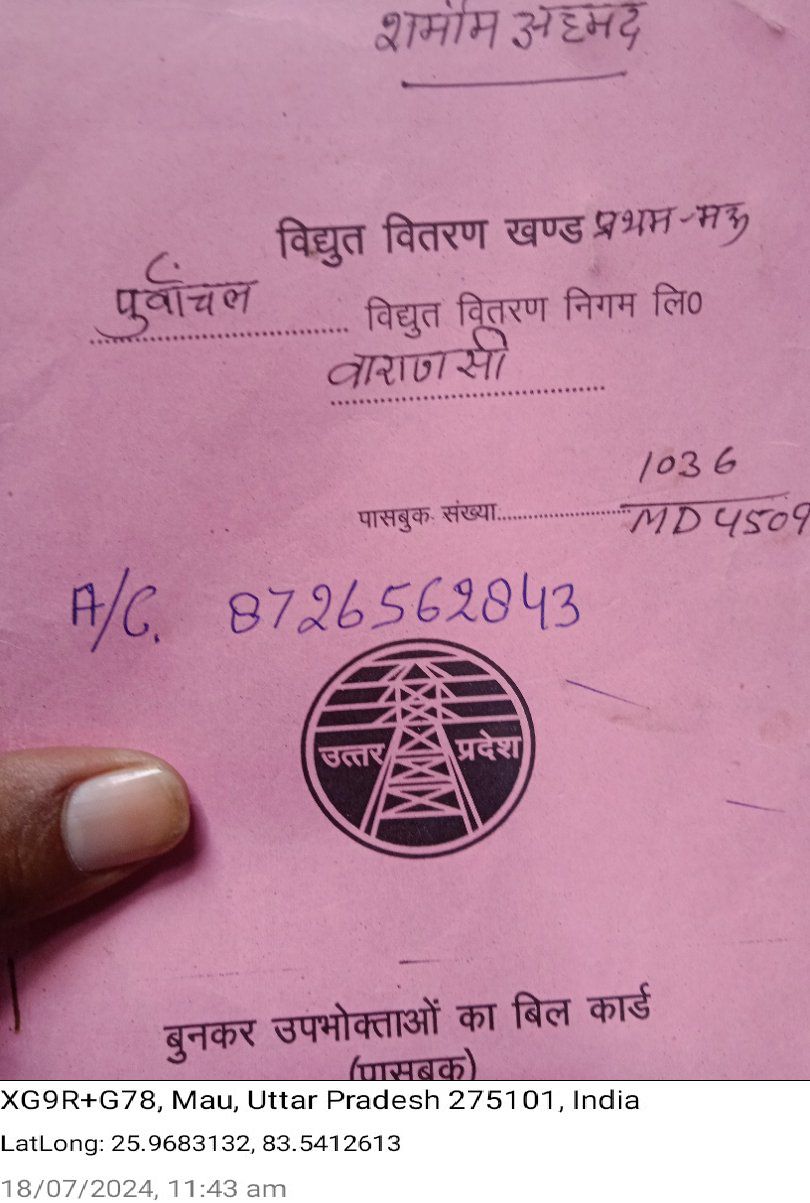 शमीम अहमद
विद्युत वितरण खण्ड प्रथम-मऊ
पुर्वांचल विद्युत वितरण निगम लि०
वाराणसी
1036
पासबुक संख्या MD 4509
A/C. 8726562843
उत्तर प्रदेश
बुनकर उपभोक्ताओं का बिल कार्ड
(पासबुक)
XG9R+G78, Mau, Uttar Pradesh 275101, India
LatLong: 25.9683132, 83.5412613
18/07/2024, 11:43 am